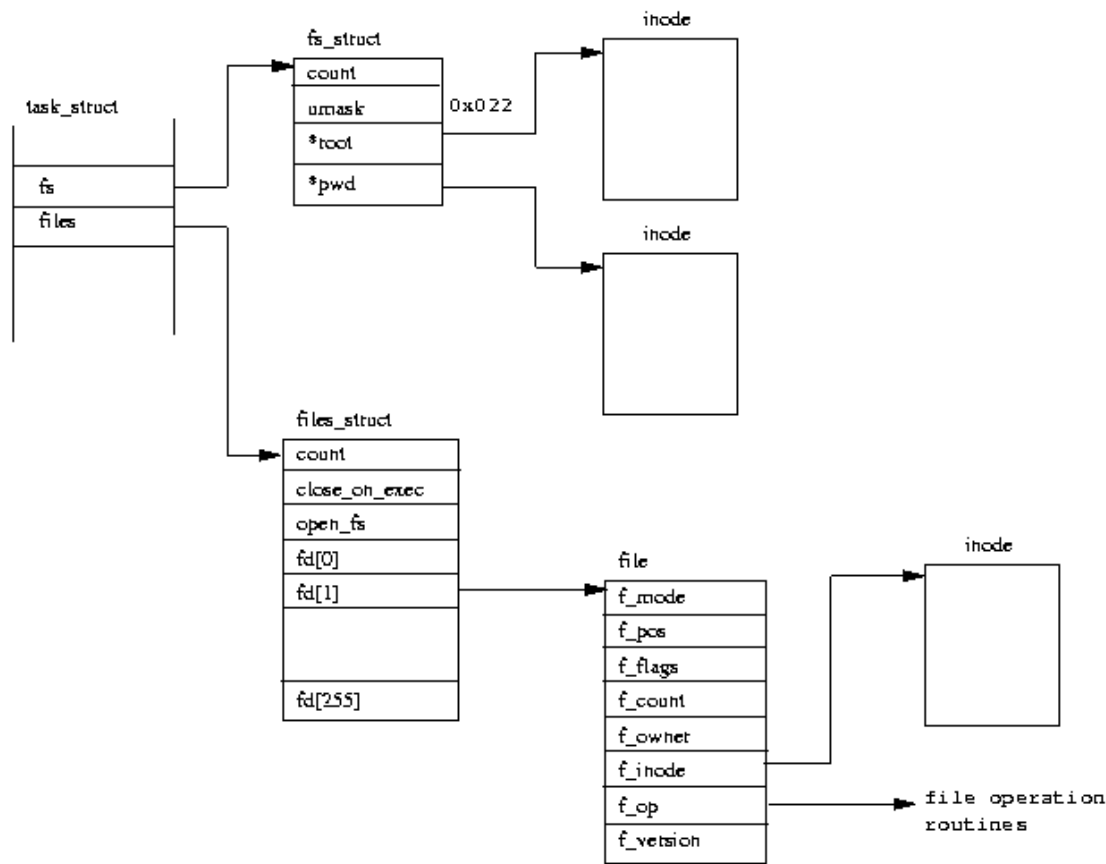 inode
fs_struct
count
umask
0x022
*root
*pwd
task_struct
fs
files
inode
files_struct
count
close_on_exec
open_fs
fd[0]
fd[1]
fd[255]
file
f_mode
f_pos
f_flags
f_count
f_owner
f_inode
f_op
f_version
inode
file operation
routines